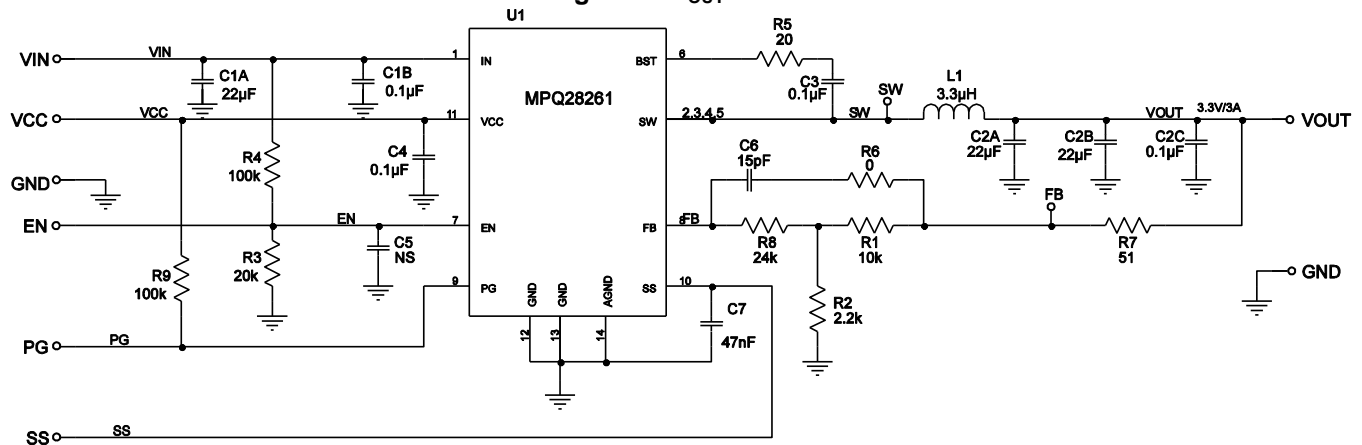 U1
MPQ28261
VIN
VIN
C1A
22µF
C1B
0.1µF
1
IN
VCC
VCC
11
VCC
R4
100k
C4
0.1µF
GND
EN
EN
7
EN
C5
NS
R3
20k
R9
100k
9
PG
PG
PG
GND
GND
AGND
12
13
14
SS
SS
BST
6
R5
20
C3
0.1µF
SW
2,3,4,5
SW
SW
L1
3.3µH
VOUT
3.3V/3A
VOUT
C2A
22µF
C2B
22µF
C2C
0.1µF
C6
15pF
R6
0
FB
8
FB
R8
24k
R1
10k
FB
R7
51
R2
2.2k
SS
10
C7
47nF
GND